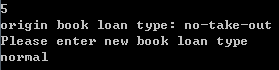 5
origin book loan type: no-take-out
Please enter new book loan type
normal